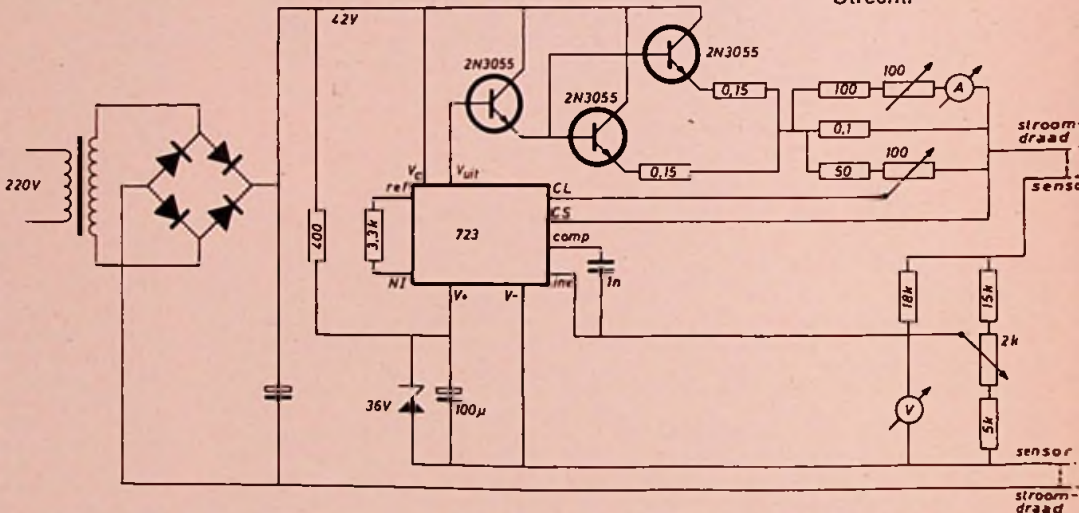 Stroom.
42V
2N3055
2N3055
2N3055
0,15
0,15
100
100
A
0,1
50
100
stroom-
draad
senso
220V
400
3,3k
ref
Vc
Vuit
CL
CS
723
comp
NI
V+
V-
inv
1n
36V
100µ
18k
15k
2k
5k
V
sensor
stroom-
draad